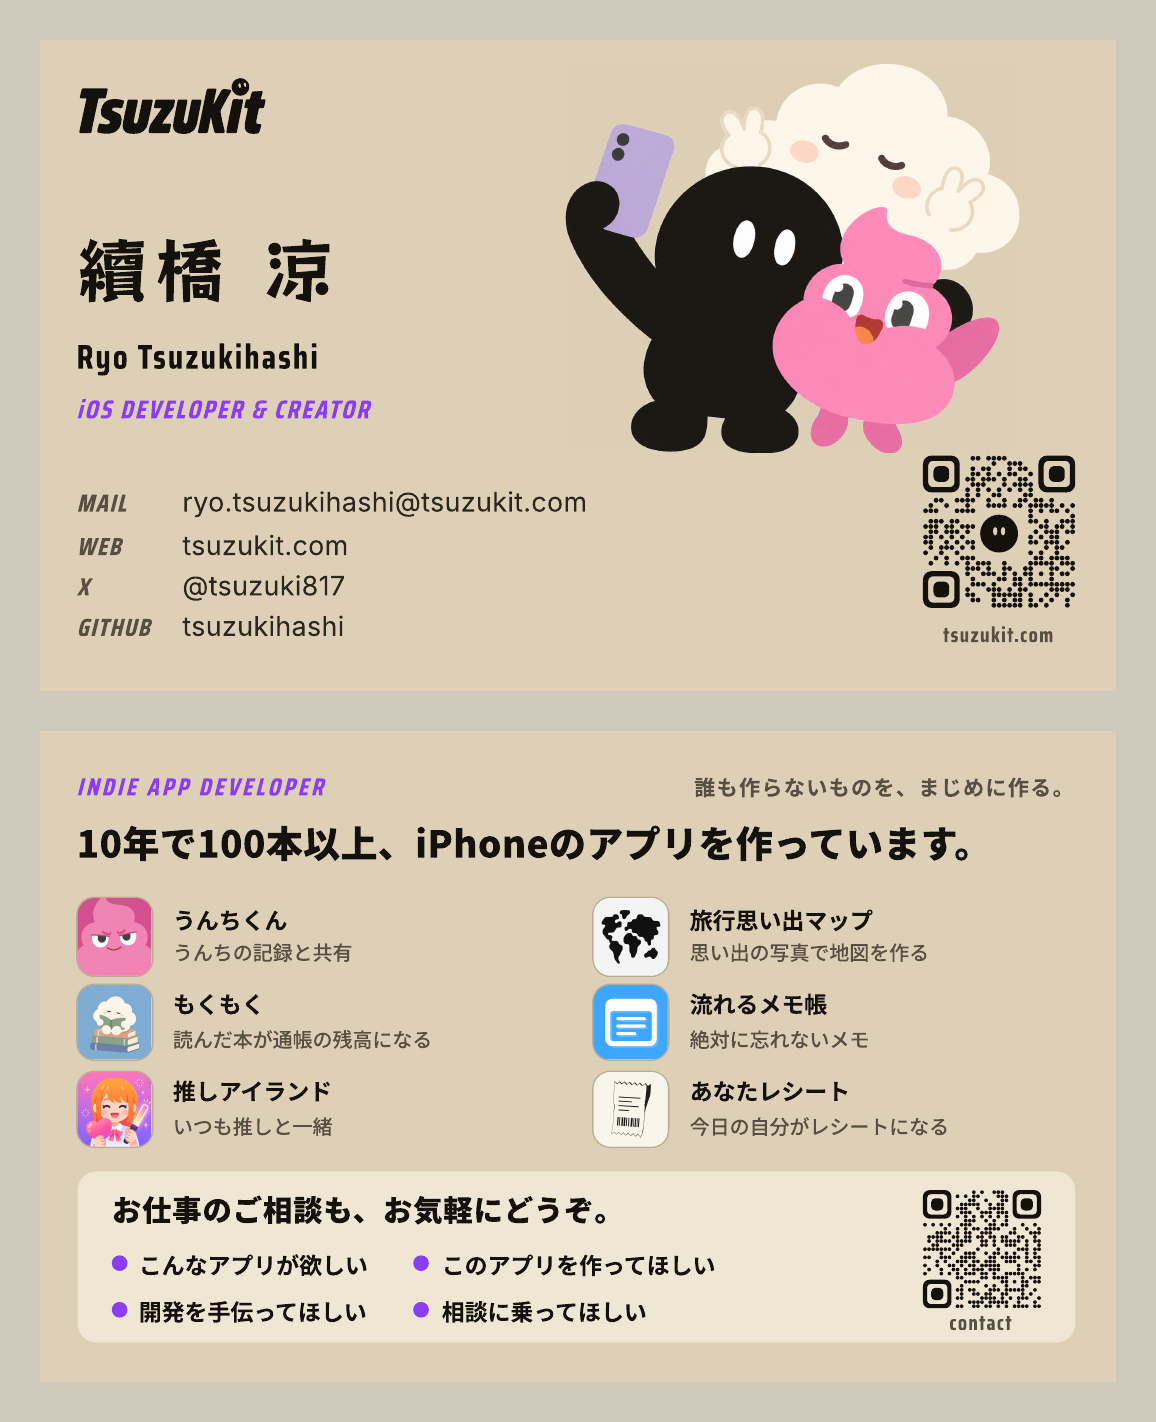 TsuzuKit
續橋 涼
Ryo Tsuzukihashi
iOS DEVELOPER & CREATOR
MAIL ryo.tsuzukihashi@tsuzukit.com
WEB tsuzukit.com
X @tsuzuki817
GITHUB tsuzukihashi
tsuzukit.com
INDIE APP DEVELOPER
誰も作らないものを、まじめに作る。
10年で100本以上、iPhoneのアプリを作っています。
うんちくん
うんちの記録と共有
旅行思い出マップ
思い出の写真で地図を作る
もくもく
読んだ本が通帳の残高になる
流れるメモ帳
絶対に忘れないメモ
推しアイランド
いつも推しと一緒
あなたレシート
今日の自分がレシートになる
お仕事のご相談も、お気軽にどうぞ。
こんなアプリが欲しい
このアプリを作ってほしい
開発を手伝ってほしい
相談に乗ってほしい
contact